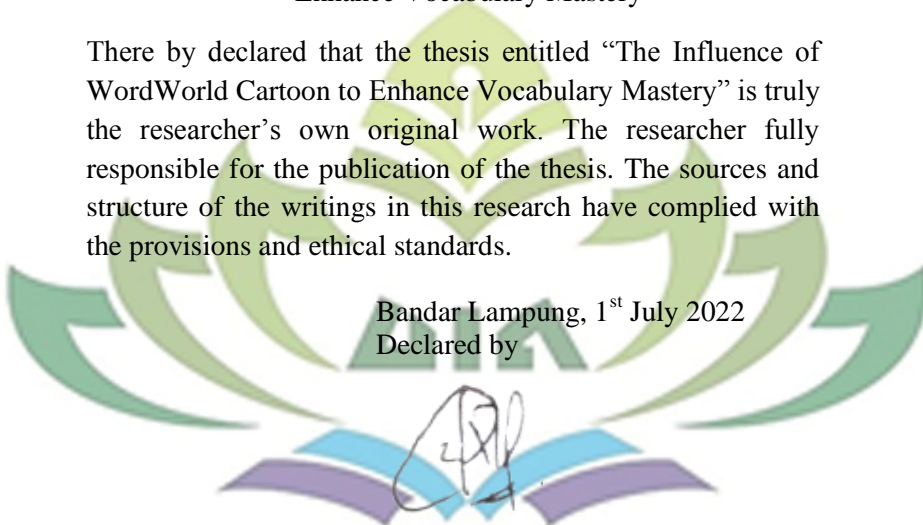 Enhance Vocabulary Mastery
There by declared that the thesis entitled “The Influence of
WordWorld Cartoon to Enhance Vocabulary Mastery” is truly
the researcher’s own original work. The researcher fully
responsible for the publication of the thesis. The sources and
structure of the writings in this research have complied with
the provisions and ethical standards.
Bandar Lampung, 1st July 2022
Declared by